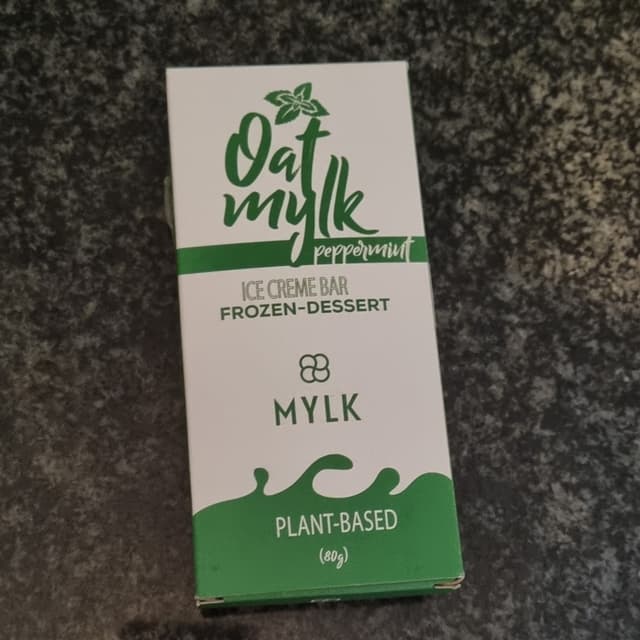 Oat
mylk
peppermint
ICE CREME BAR
FROZEN-DESSERT
MYLK
PLANT-BASED
(80g)